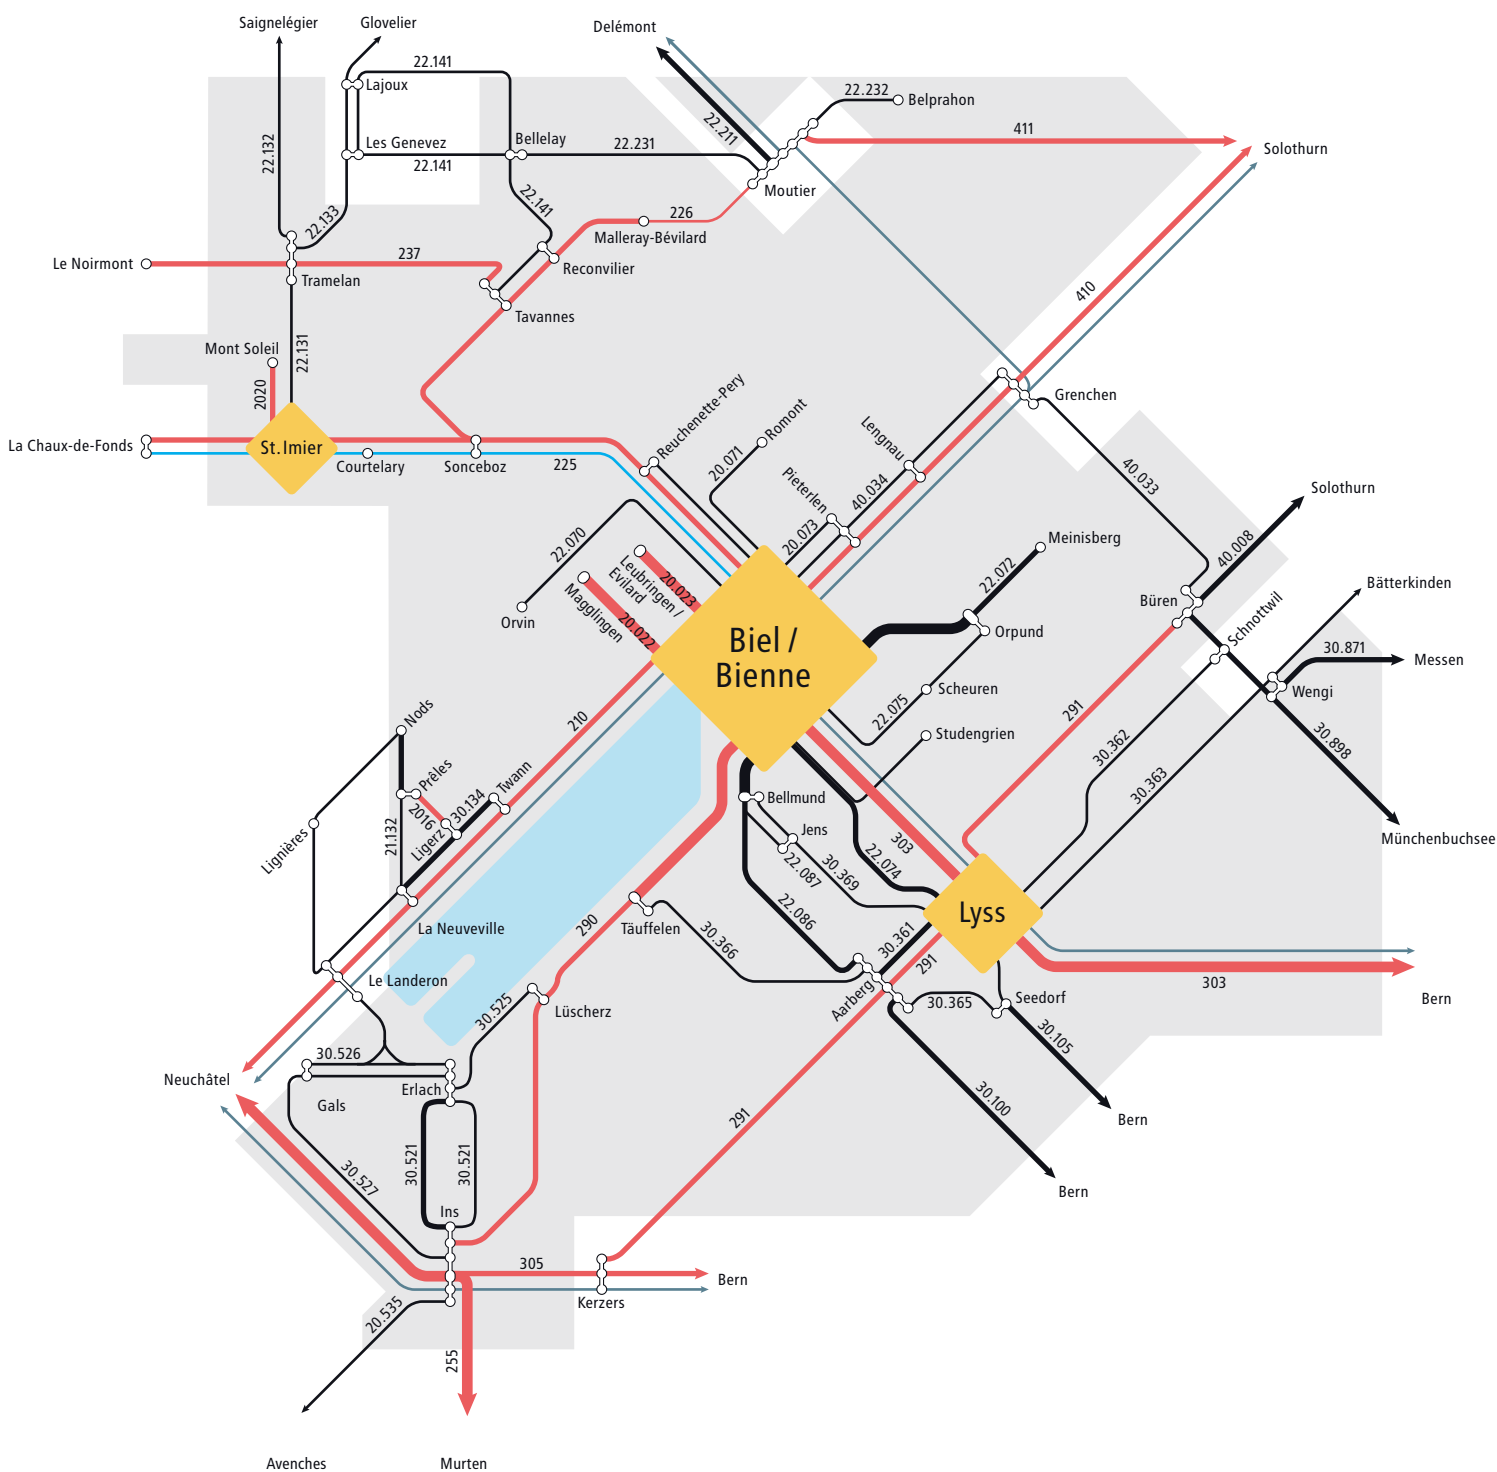 Saignelégier
Glovelier
Delémont
22.141
Lajoux
22.232
Belprahon
22.211
411
Solothurn
22.132
Les Genevez
Bellelay
22.231
22.141
Moutier
22.133
22.141
226
Malleray-Bévilard
Le Noirmont
237
Reconvilier
Tramelan
Tavannes
410
Mont Soleil
22.131
2020
Grenchen
Reuchenette-Pery
Romont
Lengnau
La Chaux-de-Fonds
St. Imier
Courtelary
Sonceboz
225
20.071
Pieterlen
40.034
40.033
Solothurn
22.070
20.073
Meinisberg
40.008
22.072
Leubringen /
Evilard
20.023
Magglingen
20.022
Orvin
Büren
Bätterkinden
Schnottwil
Orpund
Biel /
Bienne
30.871
Messen
Wengi
Scheuren
22.075
291
210
Nods
Studengrien
30.362
30.898
30.363
Prêles
Twann
2016
30.134
Bellmund
Lignières
21.132
Ligerz
Jens
303
22.074
Münchenbuchsee
22.087
30.369
22.086
Lyss
290
Täuffelen
30.366
30.361
291
La Neuveville
Le Landeron
303
Bern
30.525
Lüscherz
Aarberg
30.365
Seedorf
30.105
30.526
Neuchâtel
Erlach
Gals
30.100
Bern
291
30.521
30.521
30.527
Bern
Ins
305
Bern
Kerzers
20.535
255
Avenches
Murten